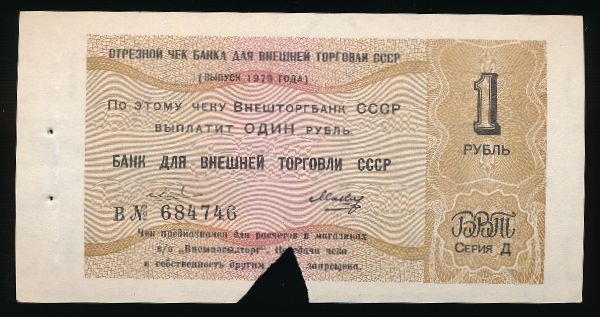 ОТРЕЗНОЙ ЧЕК БАНКА ДЛЯ ВНЕШНЕЙ ТОРГОВЛИ СССР
(ВЫПУСК 1976 ГОДА)
ПО ЭТОМУ ЧЕКУ ВНЕШТОРГБАНК СССР
ВЫПЛАТИТ ОДИН РУБЛЬ.
БАНК ДЛЯ ВНЕШНЕЙ ТОРГОВЛИ СССР
В № 684746
Чек предназначен для расчетов в магазинах
в/о „Внешпосылторг". чека
в собственность другим запрещена.
1
РУБЛЬ
БВТ
СЕРИЯ Д